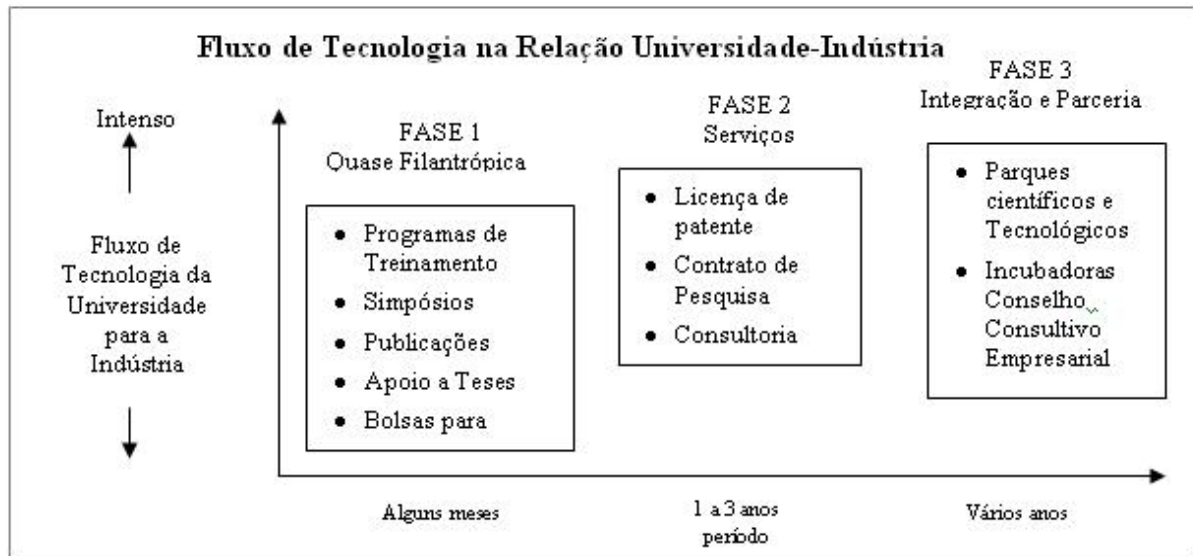 Fluxo de Tecnologia na Relação Universidade-Indústria
Intenso
Fluxo de
Tecnologia da
Universidade
para a
Indústria
FASE 1
Quase Filantrópica
● Programas de
Treinamento
● Simpósios
● Publicações
● Apoio a Teses
● Bolsas para
FASE 2
Serviços
● Licença de
patente
● Contrato de
Pesquisa
● Consultoria
FASE 3
Integração e Parceria
● Parques
científicos e
Tecnológicos
● Incubadoras
Conselho
Consultivo
Empresarial
Alguns meses
1 a 3 anos
período
Vários anos